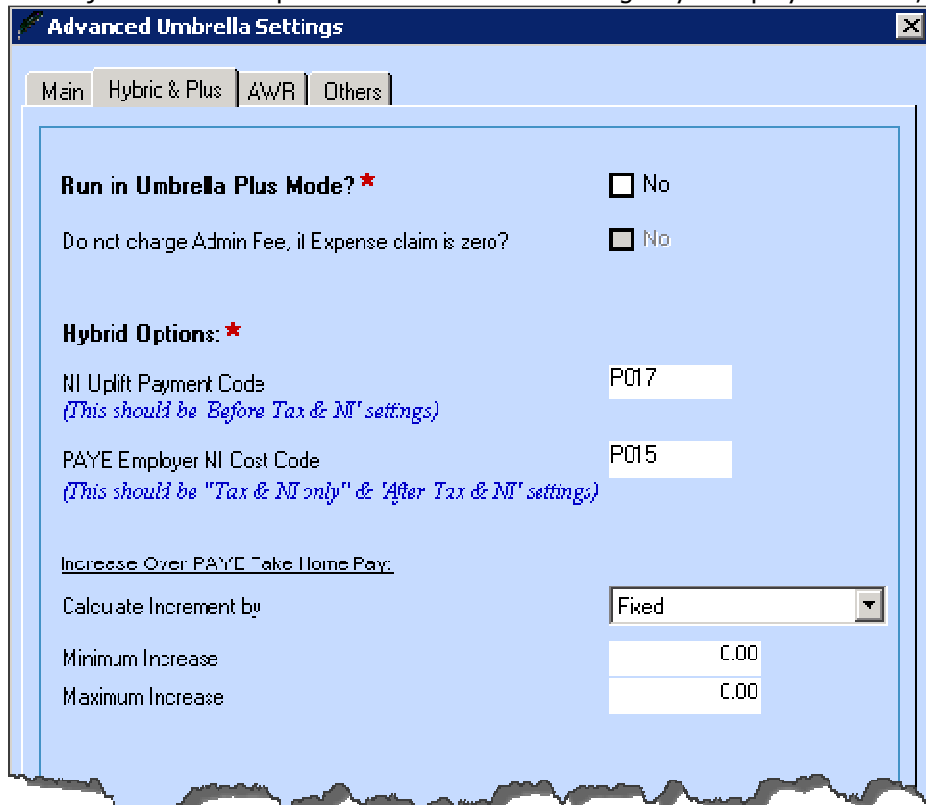 Advanced Umbrella Settings
Main Hybric & Plus AWR Others
Run in Umbrella Plus Mode? * No
Do not charge Admin Fee, if Expense claim is zero? No
Hybrid Options: *
NI Uplift Payment Code P017
(This should be 'Before Tax & NI' settings)
PAYE Employer NI Cost Code P015
(This should be "Tax & NI only" & 'After Tax & NI' settings)
Increase Over PAYE Take Home Pay:
Calculate Increment by Fixed
Minimum Increase 0.00
Maximum Increase 0.00